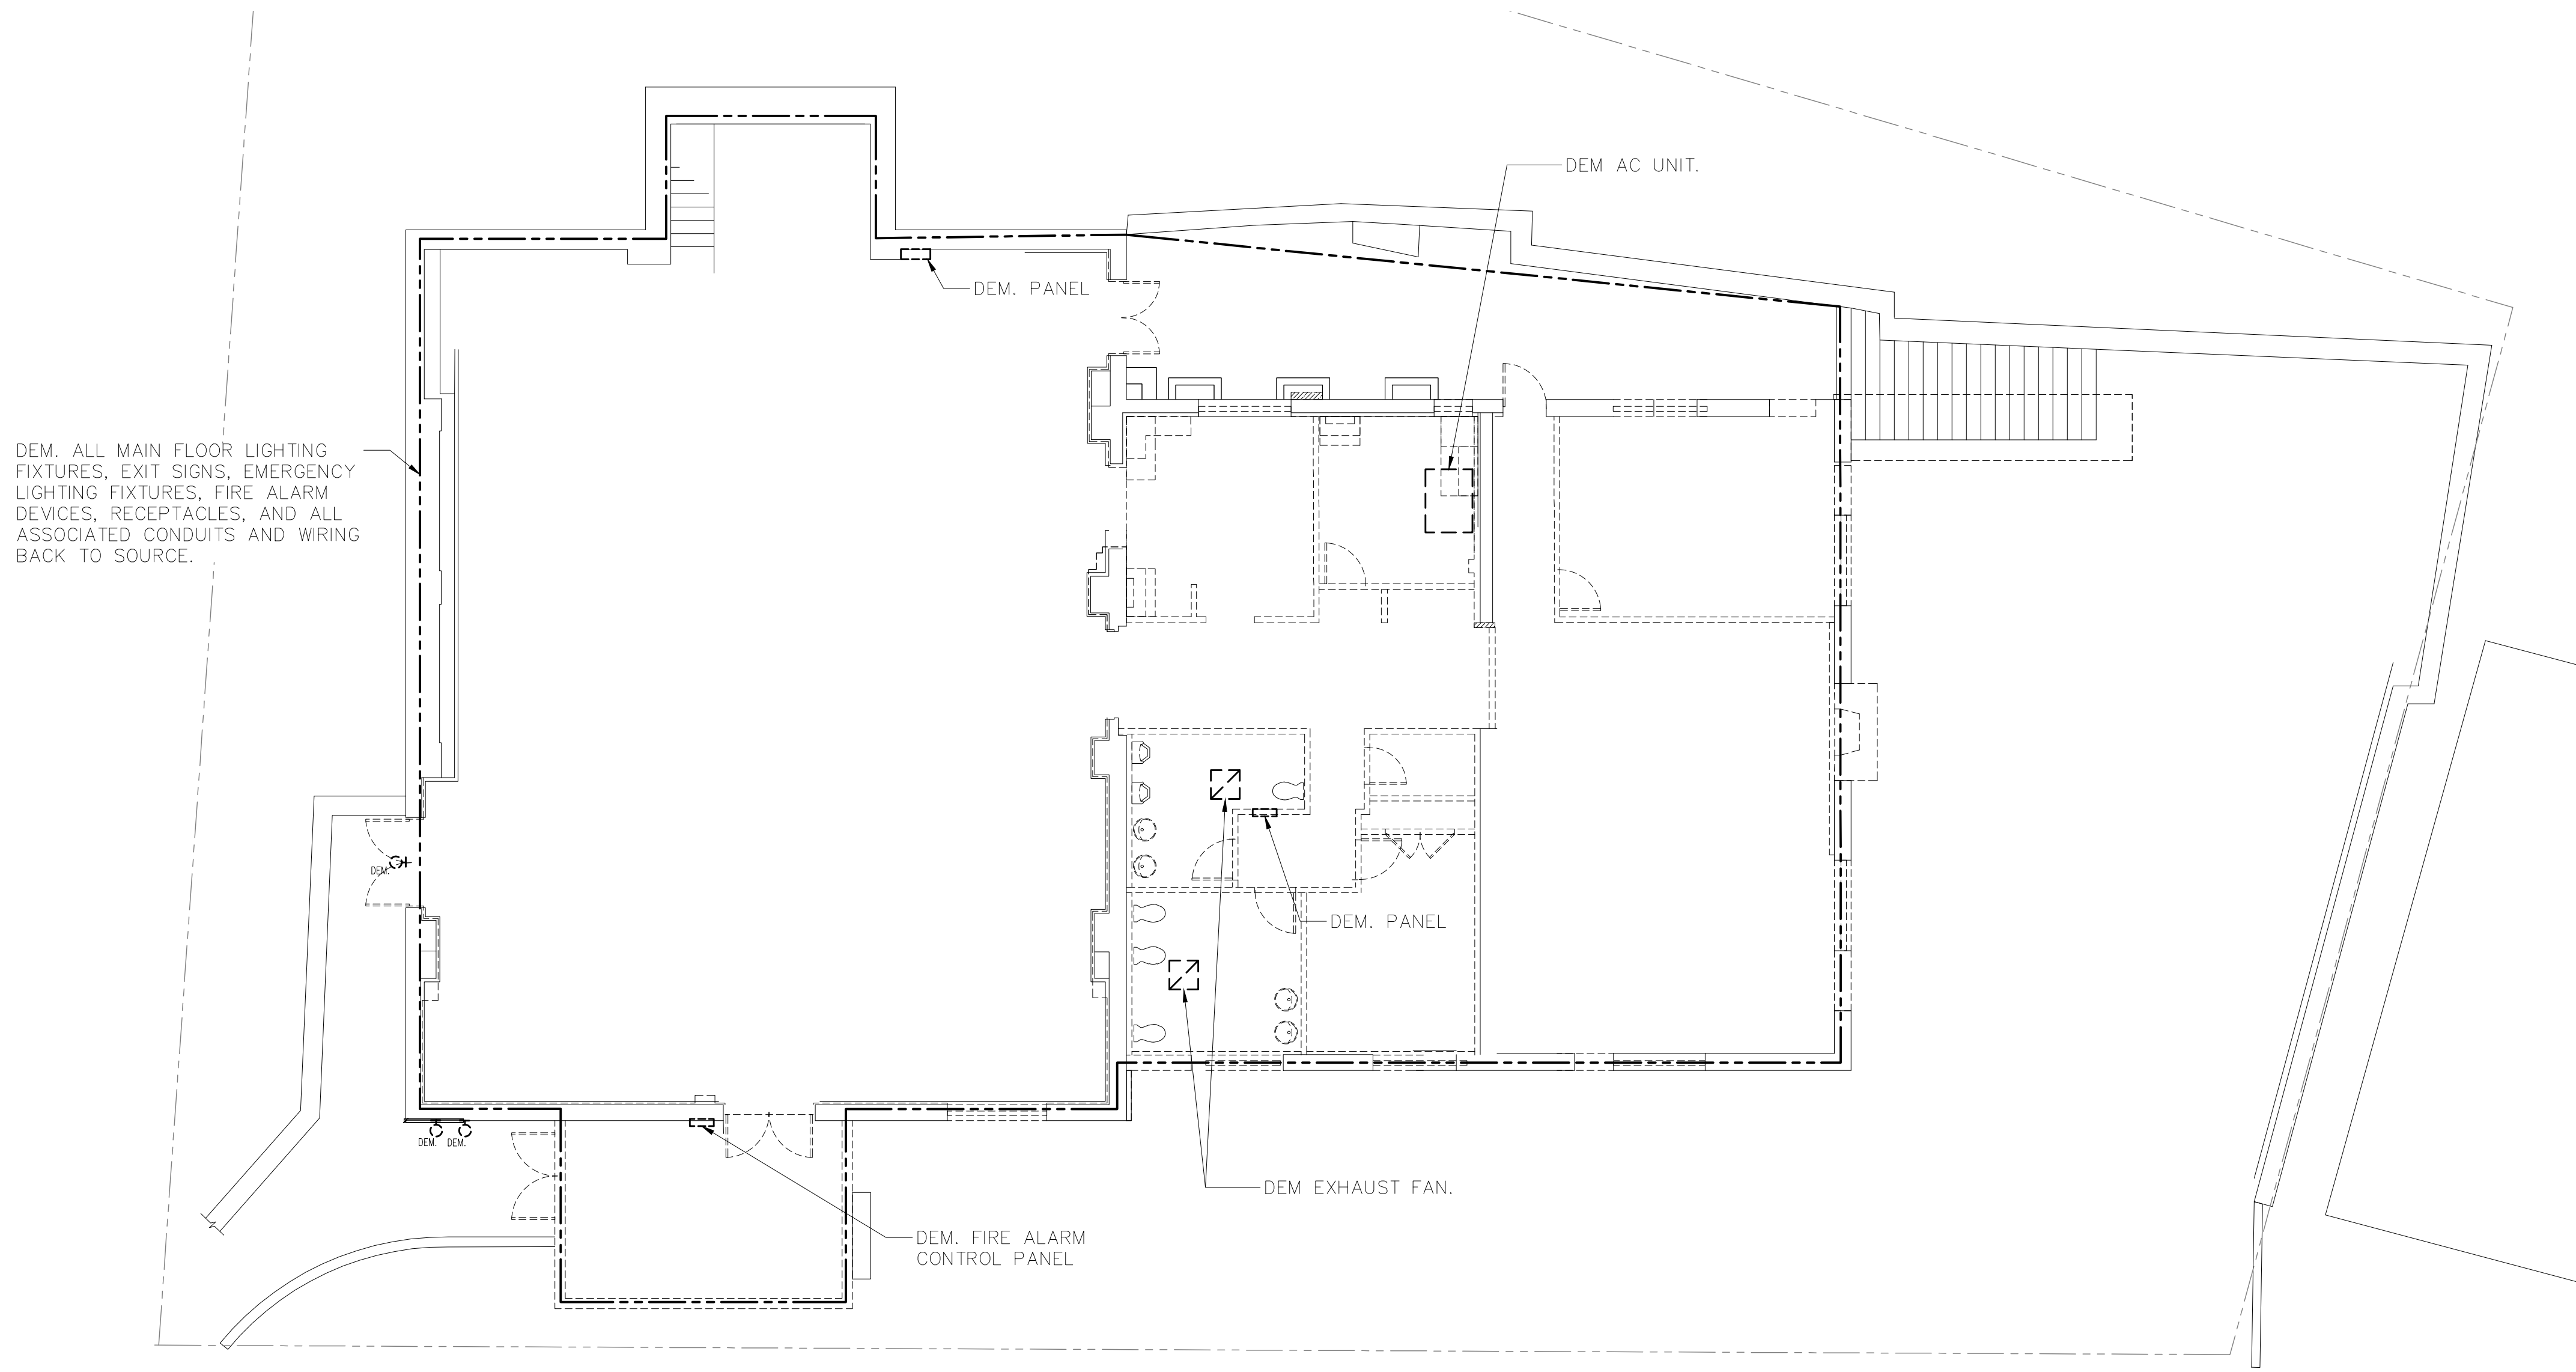 DEM AC UNIT.
DEM. PANEL
DEM. ALL MAIN FLOOR LIGHTING
FIXTURES, EXIT SIGNS, EMERGENCY
LIGHTING FIXTURES, FIRE ALARM
DEVICES, RECEPTACLES, AND ALL
ASSOCIATED CONDUITS AND WIRING
BACK TO SOURCE.
DEM.
DEM. PANEL
DEM. DEM.
DEM EXHAUST FAN.
DEM. FIRE ALARM
CONTROL PANEL